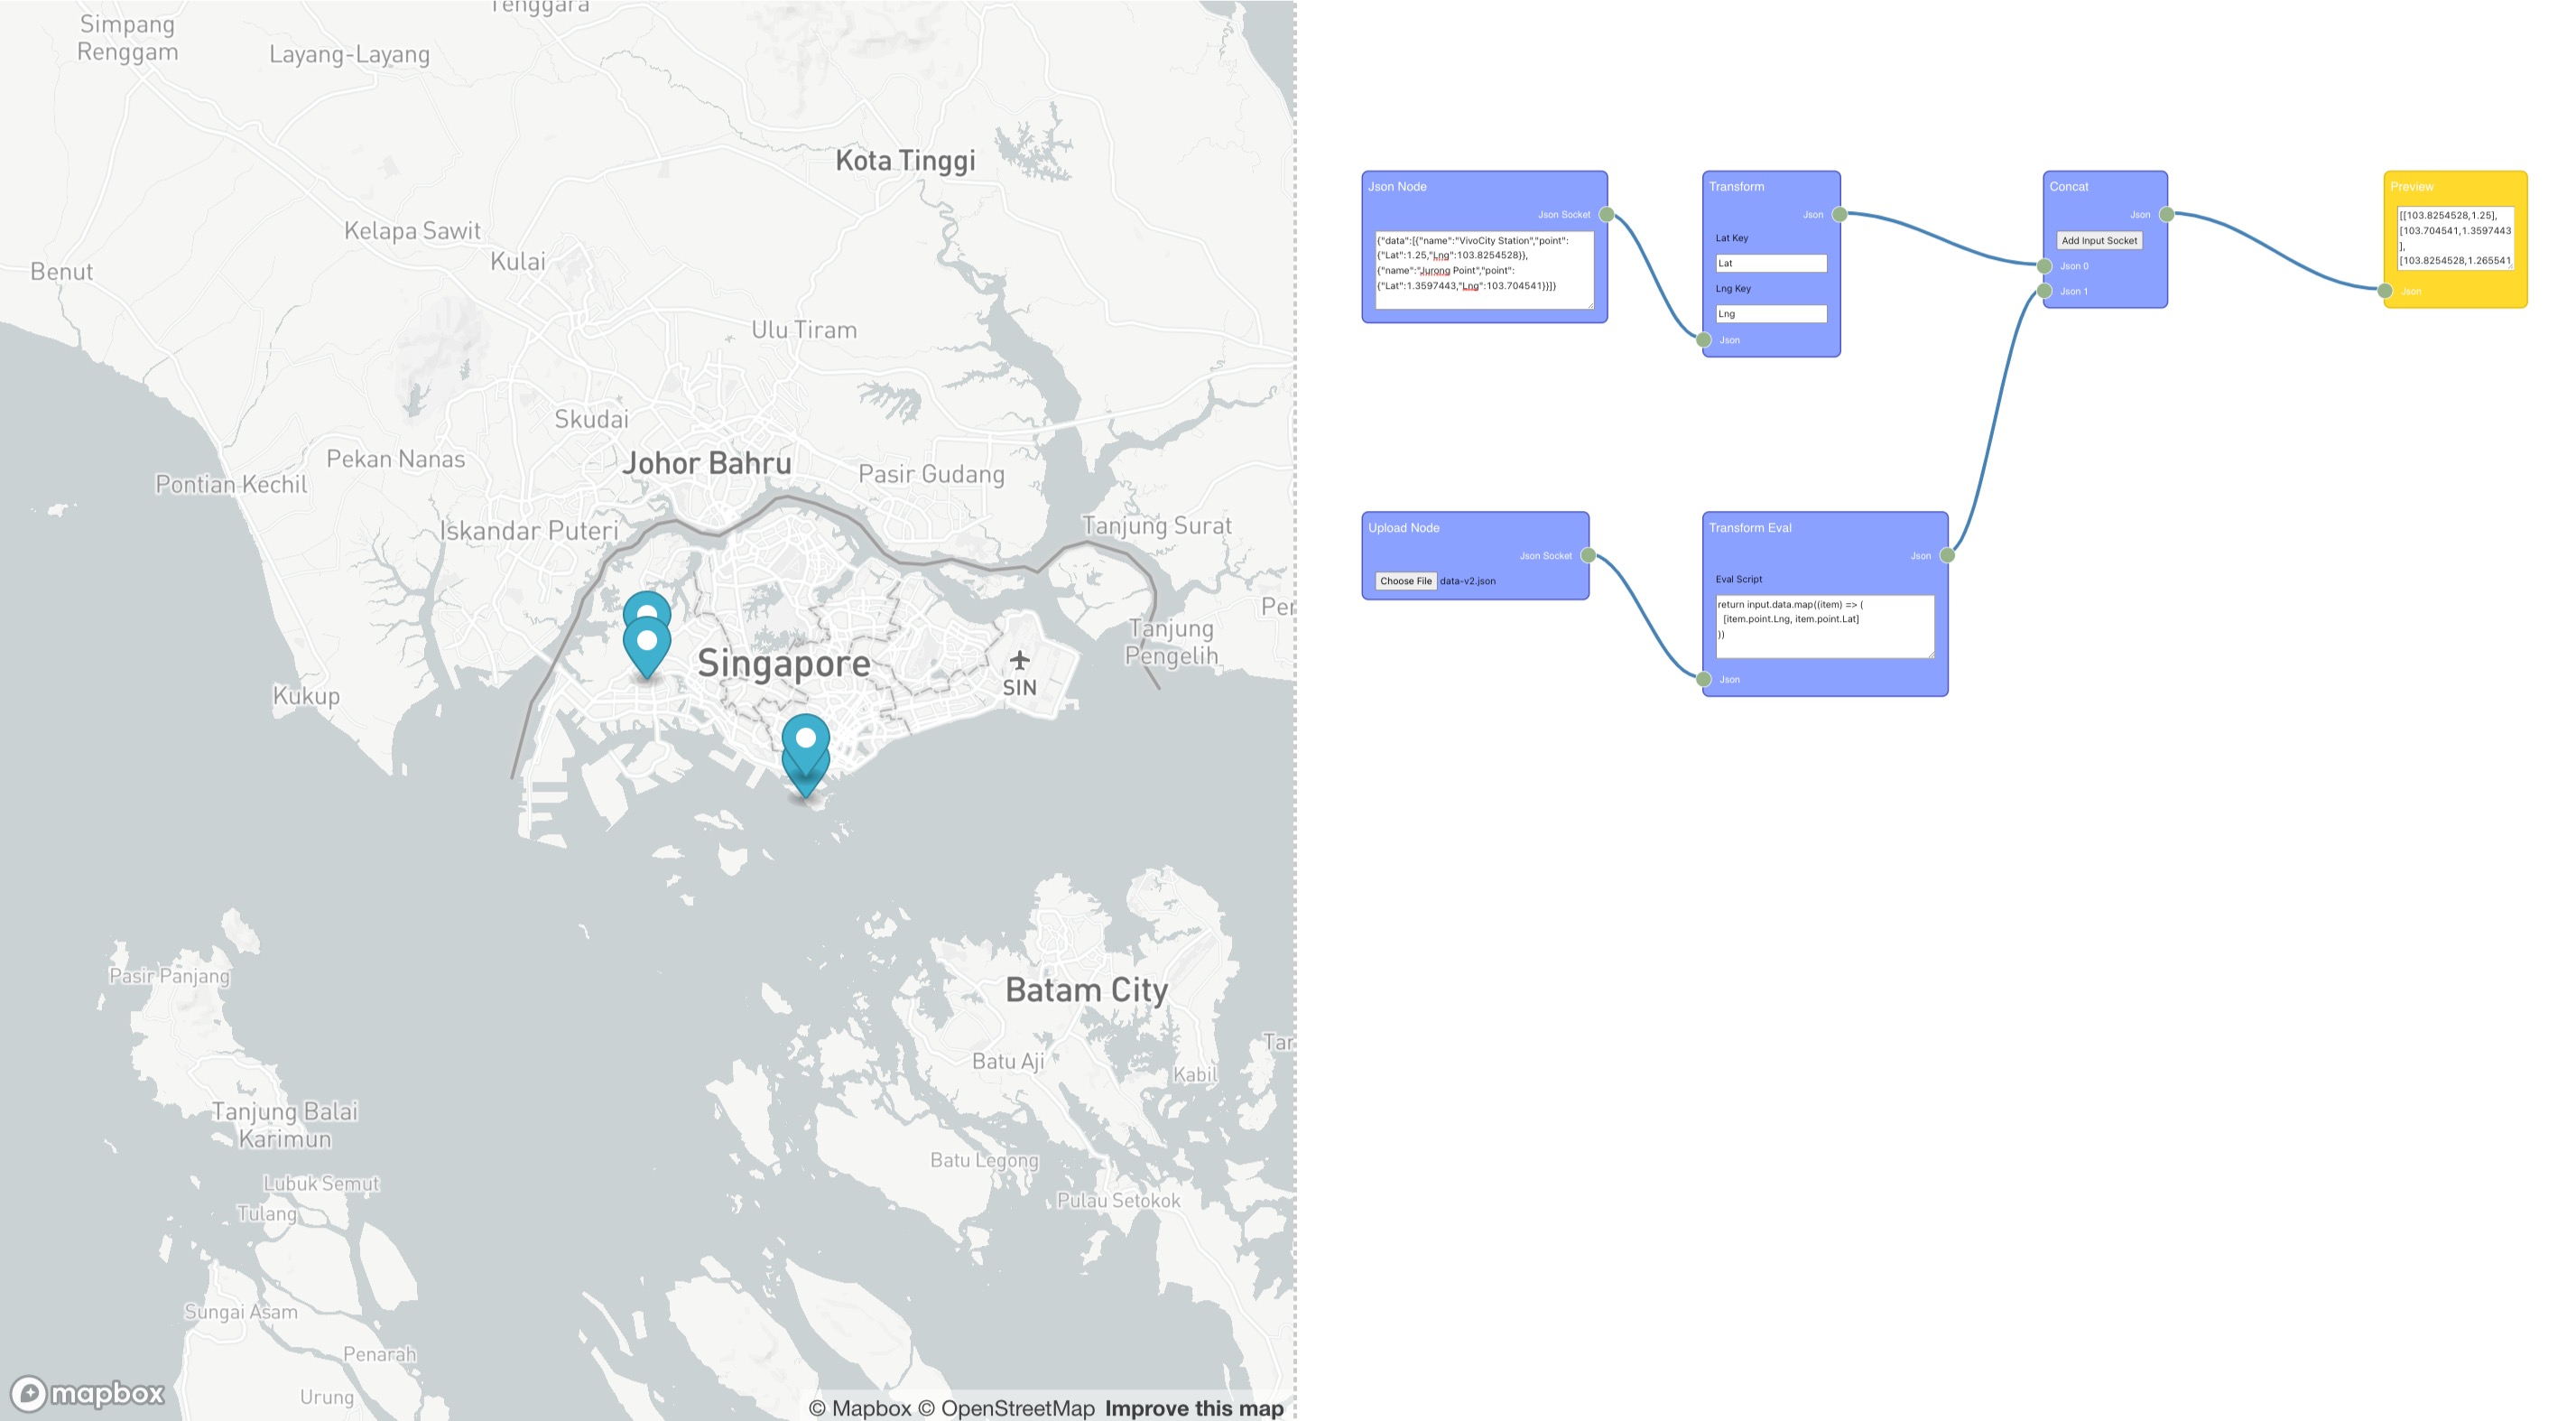 Tenggara
Simpang
Renggam
Layang-Layang
Kota Tinggi
Kelapa Sawit
Kulai
Benut
Ulu Tiram
Skudai
Pekan Nanas
Johor Bahru
Pasir Gudang
Pontian Kechil
Iskandar Puteri
Tanjung Surat
Per
Tanjung
Pengelih
Singapore
SIN
Kukup
Pasir Panjang
Batam City
Tar
Batu Aji
Kabil
Tanjung Balai
Karimun
Batu Legong
Lubuk Semut
Pulau Setokok
Tulang
Sungai Asam
Penarah
Urung
mapbox
© Mapbox © OpenStreetMap Improve this map
Json Node
Json Socket
{"data":[{"name":"VivoCity Station","point":
{"Lat":1.25,"Lng":103.8254528}},
{"name":"Jurong Point","point":
{"Lat":1.3597443,"Lng":103.704541}}]}
Transform
Json
Lat Key
Lat
Lng Key
Lng
Json
Concat
Json
Add Input Socket
Json 0
Json 1
Preview
[[103.8254528,1.25],
[103.704541,1.3597443
],
[103.8254528,1.265541
Json
Upload Node
Json Socket
Choose File data-v2.json
Transform Eval
Json
Eval Script
return input.data.map((item) => (
[item.point.Lng, item.point.Lat]
))
Json